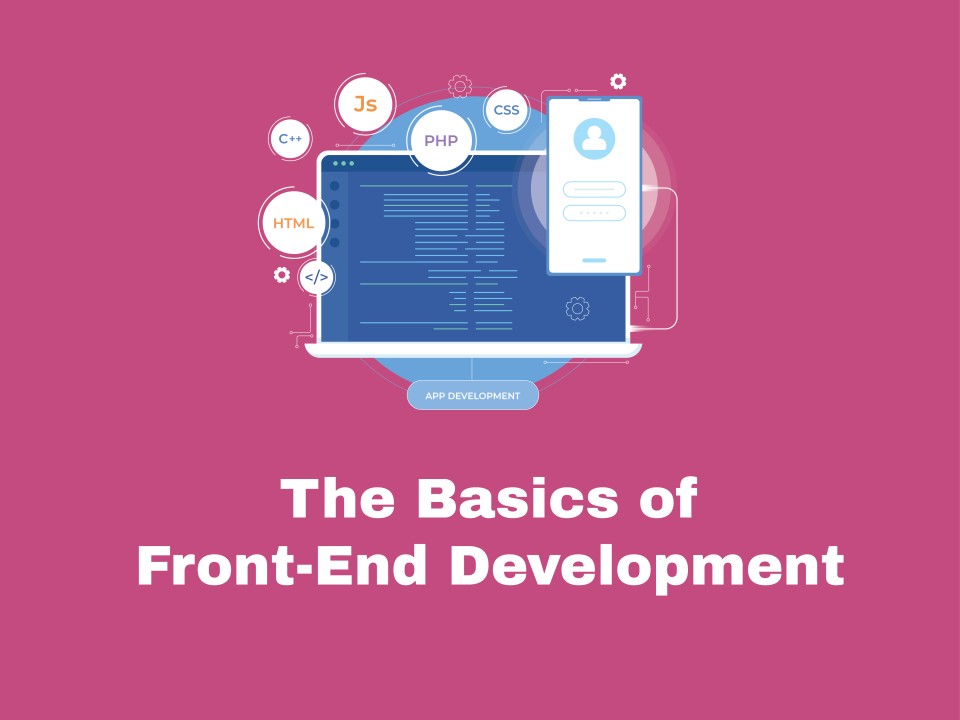 Js
CSS
C++
PHP
HTML
</>
APP DEVELOPMENT
The Basics of
Front-End Development